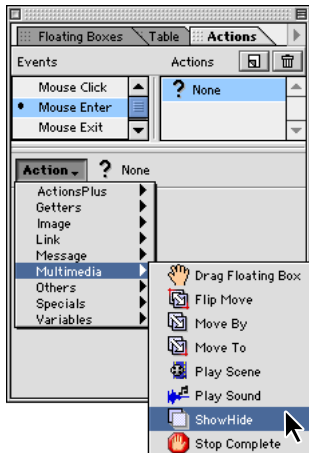 Floating Boxes Table Actions
Events Actions
Mouse Click ? None
Mouse Enter
Mouse Exit
Action ? None
ActionsPlus
Getters
Image
Link
Message
Multimedia
Others
Specials
Variables
Drag Floating Box
Flip Move
Move By
Move To
Play Scene
Play Sound
ShowHide
Stop Complete